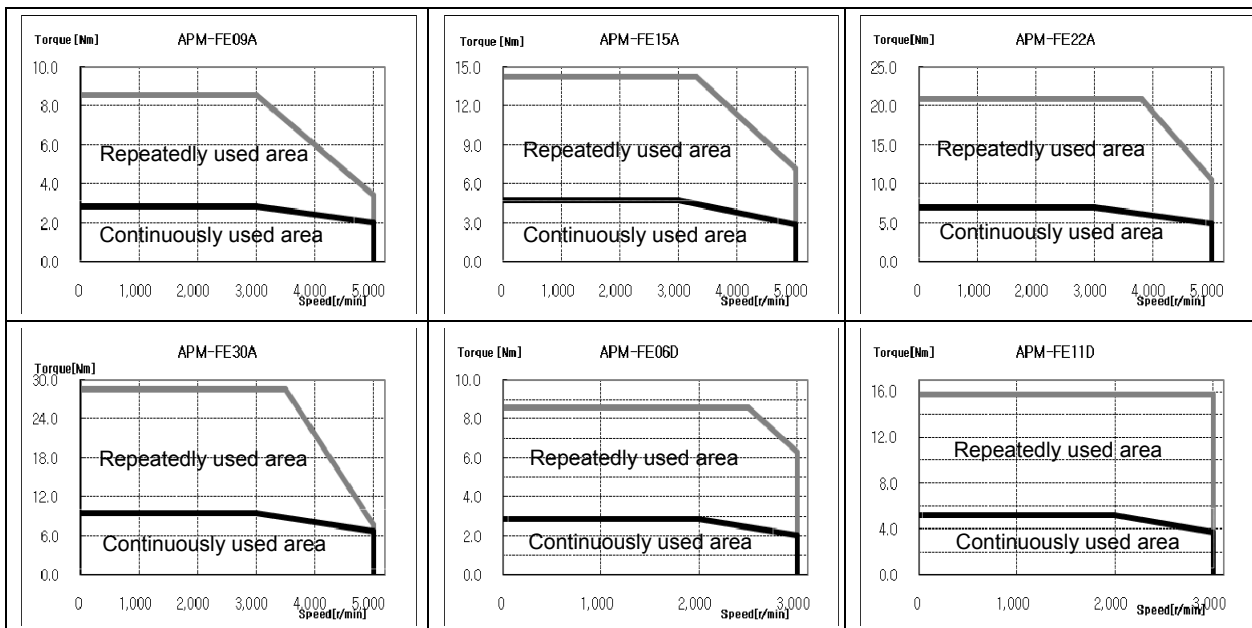 Torque [Nm] APM-FE09A
10.0
8.0
6.0
Repeatedly used area
4.0
2.0
Continuously used area
0.0
0 1,000 2,000 3,000 4,000 5,000
Speed[r/min]
Torque [Nm] APM-FE15A
15.0
12.0
9.0
Repeatedly used area
6.0
3.0
Continuously used area
0.0
0 1,000 2,000 3,000 4,000 5,000
Speed[r/min]
Torque [Nm] APM-FE22A
25.0
20.0
15.0
Repeatedly used area
10.0
5.0
Continuously used area
0.0
0 1,000 2,000 3,000 4,000 5,000
Speed[r/min]
APM-FE30A
Torque[Nm]
30.0
24.0
18.0
Repeatedly used area
12.0
6.0
Continuously used area
0.0
0 1,000 2,000 3,000 4,000 5,000
Speed[r/min]
Torque [Nm] APM-FE06D
10.0
8.0
6.0
Repeatedly used area
4.0
2.0
Continuously used area
0.0
0 1,000 2,000 3,000
Speed[r/min]
Torque[Nm] APM-FE11D
16.0
12.0
Repeatedly used area
8.0
4.0
Continuously used area
0.0
0 1,000 2,000 3,000
Speed[r/min]